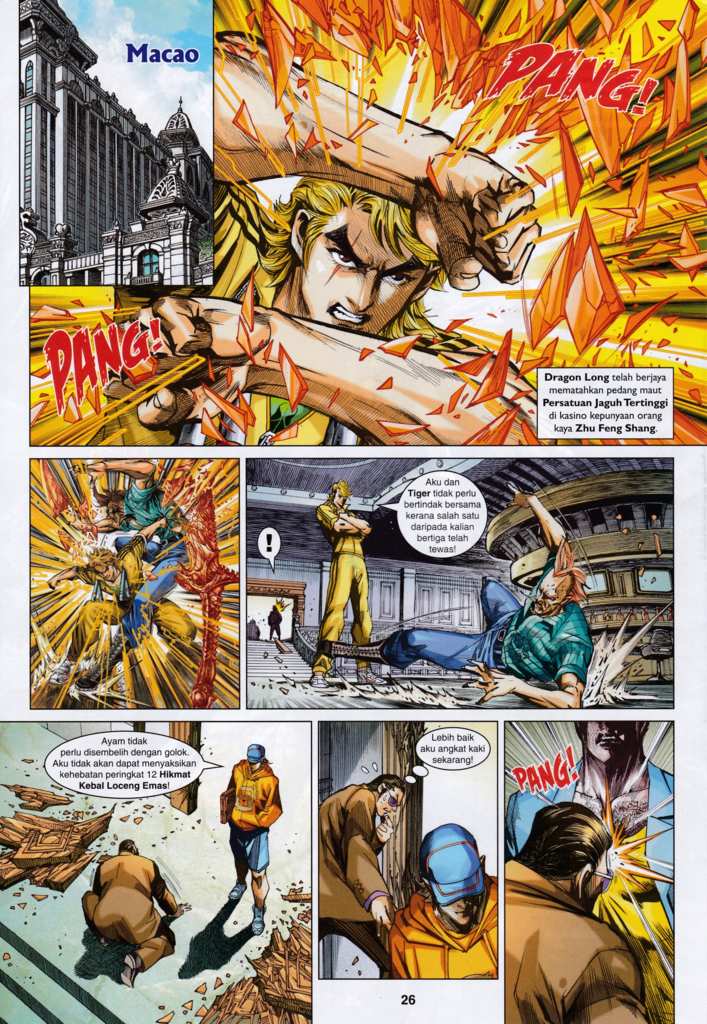 Macao
PANG!
PANG!
Dragon Long telah berjaya
mematahkan pedang maut
Persatuan Jaguh Tertinggi
di kasino kepunyaan orang
kaya Zhu Feng Shang.
!
Aku dan
Tiger tidak perlu
bertindak bersama
kerana salah satu
daripada kalian
bertiga telah
tewas!
Ayam tidak
perlu disembelih dengan golok.
Aku tidak akan dapat menyaksikan
kehebatan peringkat 12 Hikmat
Kebal Loceng Emas!
Lebih baik
aku angkat kaki
sekarang!
PANG!
26